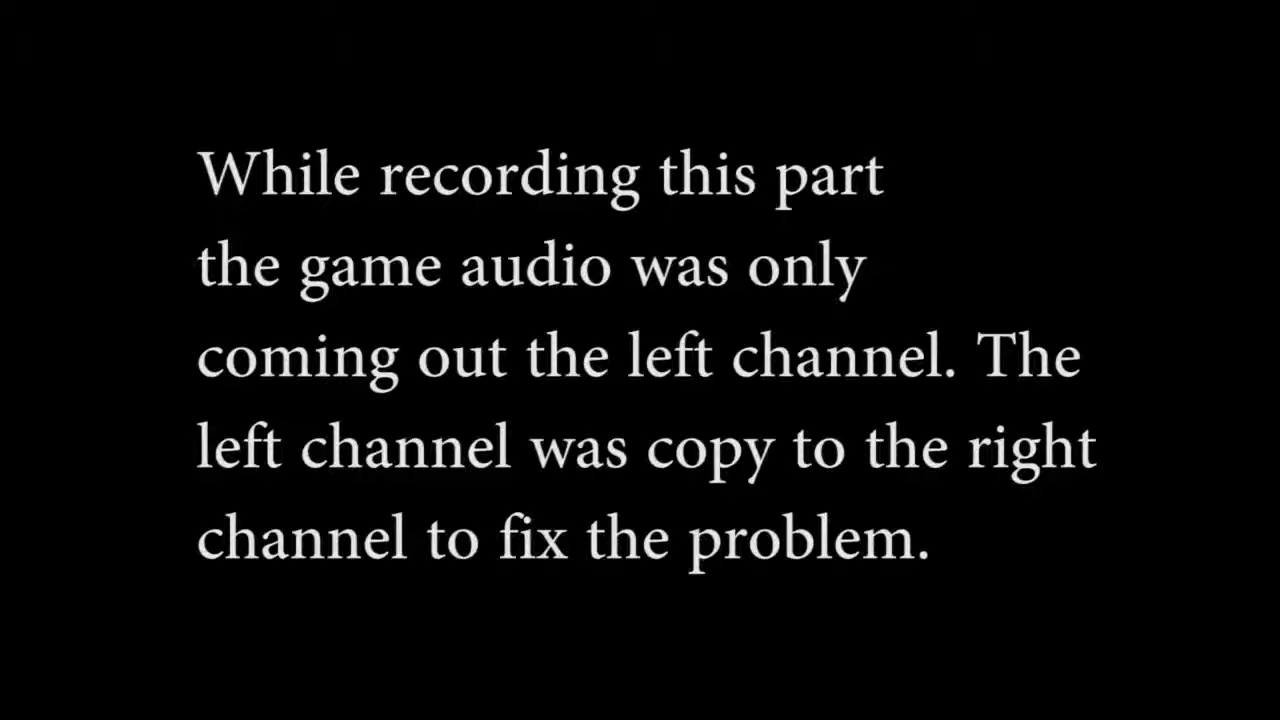 While recording this part
the game audio was only
coming out the left channel. The
left channel was copy to the right
channel to fix the problem.